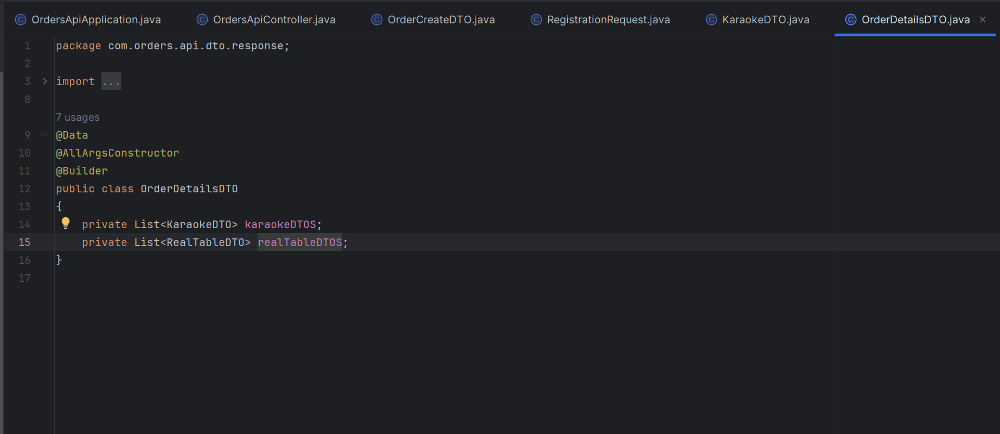 OrdersApiApplication.java OrdersApiController.java OrderCreateDTO.java RegistrationRequest.java KaraokeDTO.java OrderDetailsDTO.java
1 package com.orders.api.dto.response;
2
3 import ...
8
7 usages
9 @Data
10 @AllArgsConstructor
11 @Builder
12 public class OrderDetailsDTO
13 {
14 private List<KaraokeDTO> karaokeDTOS;
15 private List<RealTableDTO> realTableDTOS;
16 }
17